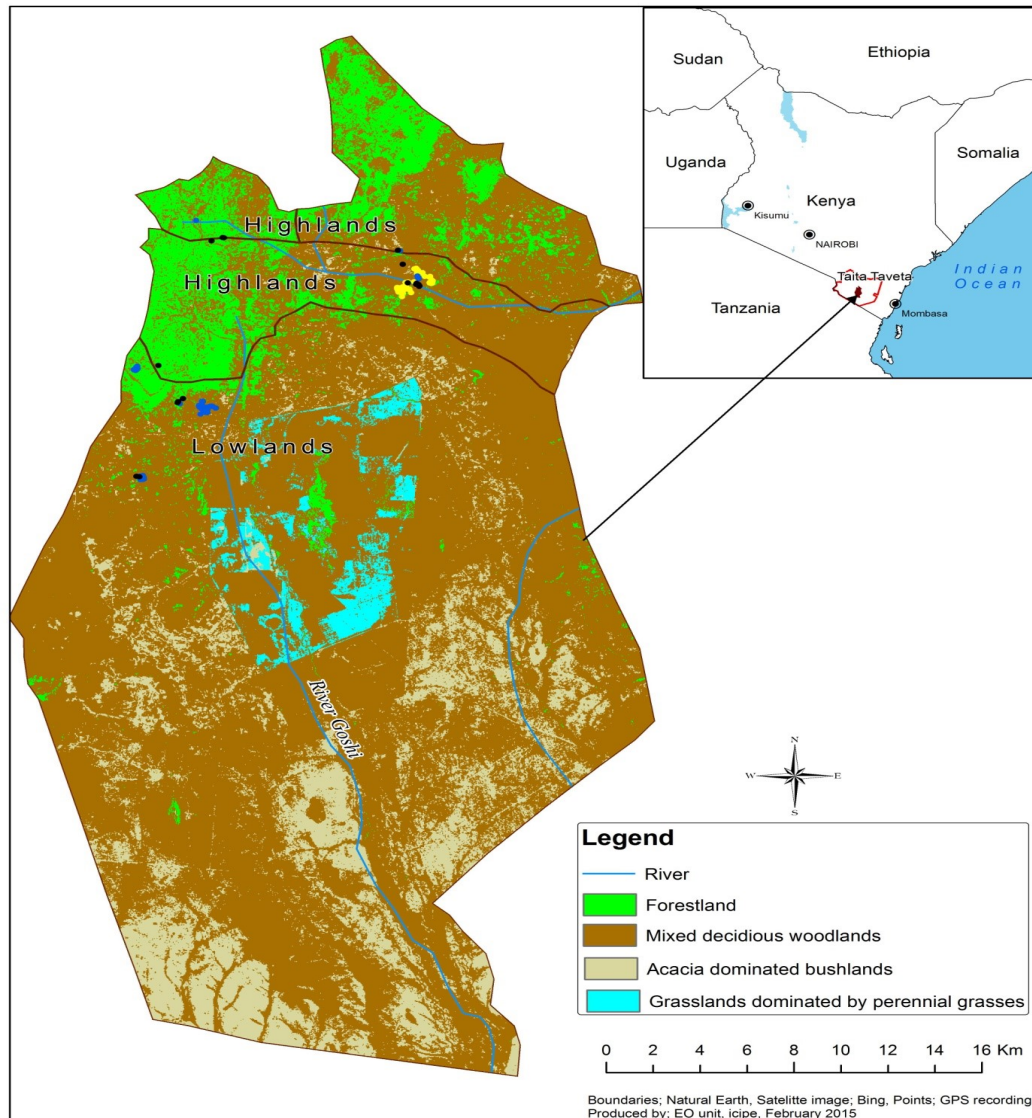 Sudan
Ethiopia
Uganda
Somalia
Kenya
Kisumu
NAIROBI
Taita Taveta
Indian
Ocean
Tanzania
Mombasa
Highlands
Highlands
Lowlands
River Goshi
N
W E
S
Legend
River
Forestland
Mixed decidious woodlands
Acacia dominated bushlands
Grasslands dominated by perennial grasses
0 2 4 6 8 10 12 14 16 Km
Boundaries; Natural Earth, Satelitte image; Bing, Points; GPS recording
Produced by; EO unit, icipe, February 2015